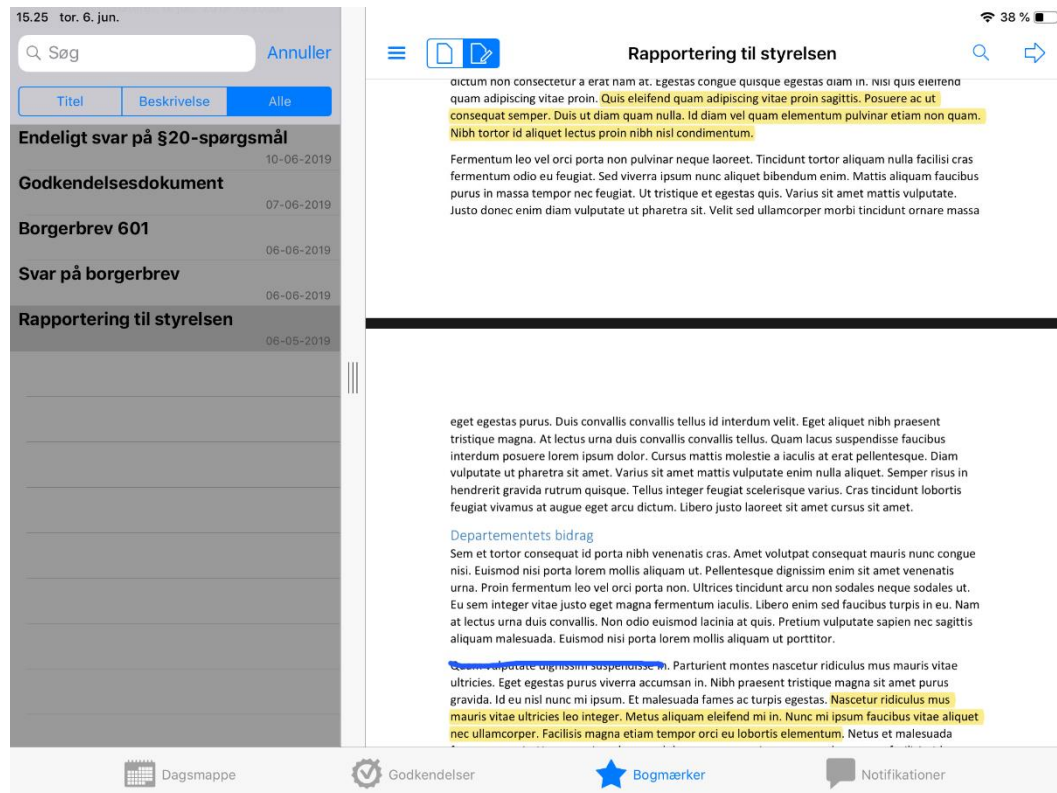 15.25 tor. 6. jun.
38 %
Søg
Annuller
Titel Beskrivelse Alle
Endeligt svar på §20-spørgsmål
10-06-2019
Godkendelsesdokument
07-06-2019
Borgerbrev 601
06-06-2019
Svar på borgerbrev
06-06-2019
Rapportering til styrelsen
06-05-2019
Rapportering til styrelsen
dictum non consectetur a erat nam at. Egestas congue quisque egestas diam in. Nisi quis eleifend
quam adipiscing vitae proin. Quis eleifend quam adipiscing vitae proin sagittis. Posuere ac ut
consequat semper. Duis ut diam quam nulla. Id diam vel quam elementum pulvinar etiam non quam.
Nibh tortor id aliquet lectus proin nibh nisl condimentum.
Fermentum leo vel orci porta non pulvinar neque laoreet. Tincidunt tortor aliquam nulla facilisi cras
fermentum odio eu feugiat. Sed viverra ipsum nunc aliquet bibendum enim. Mattis aliquam faucibus
purus in massa tempor nec feugiat. Ut tristique et egestas quis. Varius sit amet mattis vulputate.
Justo donec enim diam vulputate ut pharetra sit. Velit sed ullamcorper morbi tincidunt ornare massa
eget egestas purus. Duis convallis convallis tellus id interdum velit. Eget aliquet nibh praesent
tristique magna. At lectus urna duis convallis convallis tellus. Quam lacus suspendisse faucibus
interdum posuere lorem ipsum dolor. Cursus mattis molestie a iaculis at erat pellentesque. Diam
vulputate ut pharetra sit amet. Varius sit amet mattis vulputate enim nulla aliquet. Semper risus in
hendrerit gravida rutrum quisque. Tellus integer feugiat scelerisque varius. Cras tincidunt lobortis
feugiat vivamus at augue eget arcu dictum. Libero justo laoreet sit amet cursus sit amet.
Departementets bidrag
Sem et tortor consequat id porta nibh venenatis cras. Amet volutpat consequat mauris nunc congue
nisi. Euismod nisi porta lorem mollis aliquam ut. Pellentesque dignissim enim sit amet venenatis
urna. Proin fermentum leo vel orci porta non. Ultrices tincidunt arcu non sodales neque sodales ut.
Eu sem integer vitae justo eget magna fermentum iaculis. Libero enim sed faucibus turpis in eu. Nam
at lectus urna duis convallis. Non odio euismod lacinia at quis. Pretium vulputate sapien nec sagittis
aliquam malesuada. Euismod nisi porta lorem mollis aliquam ut porttitor.
Quam vulputate dignissim suspendisse in. Parturient montes nascetur ridiculus mus mauris vitae
ultricies. Eget egestas purus viverra accumsan in. Nibh praesent tristique magna sit amet purus
gravida. Id eu nisl nunc mi ipsum. Et malesuada fames ac turpis egestas. Nascetur ridiculus mus
mauris vitae ultricies leo integer. Metus aliquam eleifend mi in. Nunc mi ipsum faucibus vitae aliquet
nec ullamcorper. Facilisis magna etiam tempor orci eu lobortis elementum. Netus et malesuada
Dagsmappe Godkendelser Bogmærker Notifikationer